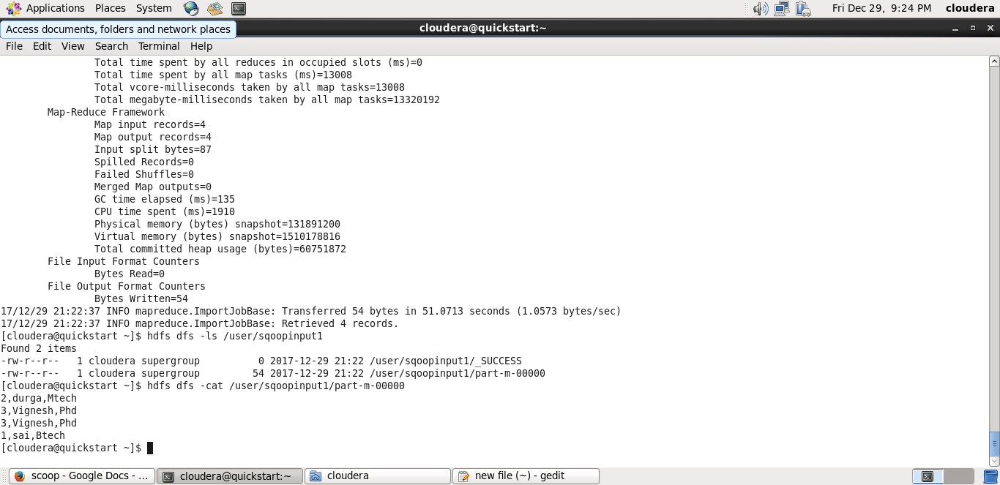 Applications Places System Fri Dec 29, 9:24 PM cloudera
Access documents, folders and network places
cloudera@quickstart:~
File Edit View Search Terminal Help
Total time spent by all reduces in occupied slots (ms)=0
Total time spent by all map tasks (ms)=13008
Total vcore-milliseconds taken by all map tasks=13008
Total megabyte-milliseconds taken by all map tasks=13320192
Map-Reduce Framework
Map input records=4
Map output records=4
Input split bytes=87
Spilled Records=0
Failed Shuffles=0
Merged Map outputs=0
GC time elapsed (ms)=135
CPU time spent (ms)=1910
Physical memory (bytes) snapshot=131891200
Virtual memory (bytes) snapshot=1510178816
Total committed heap usage (bytes)=60751872
File Input Format Counters
Bytes Read=0
File Output Format Counters
Bytes Written=54
17/12/29 21:22:37 INFO mapreduce.ImportJobBase: Transferred 54 bytes in 51.0713 seconds (1.0573 bytes/sec)
17/12/29 21:22:37 INFO mapreduce.ImportJobBase: Retrieved 4 records.
[cloudera@quickstart ~]$ hdfs dfs -ls /user/sqoopinput1
Found 2 items
-rw-r--r-- 1 cloudera supergroup 0 2017-12-29 21:22 /user/sqoopinput1/_SUCCESS
-rw-r--r-- 1 cloudera supergroup 54 2017-12-29 21:22 /user/sqoopinput1/part-m-00000
[cloudera@quickstart ~]$ hdfs dfs -cat /user/sqoopinput1/part-m-00000
2,durga,Mtech
3,Vignesh,Phd
3,Vignesh,Phd
1,sai,Btech
[cloudera@quickstart ~]$
scoop - Google Docs - ... cloudera@quickstart:~ cloudera new file (~) - gedit